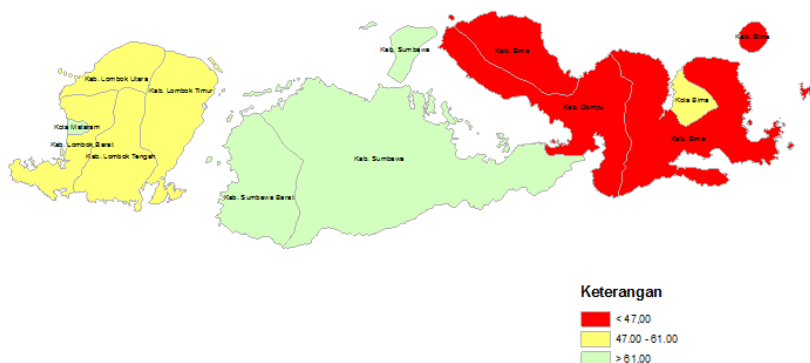 Kab. Bima
Kab. Bima
Kab. Sumbawa
Kab. Lombok Utara
Kab. Lombok Timur
Kota Bima
Kab. Dompu
Kota Mataram
Kab. Bima
Kab. Lombok Barat
Kab. Lombok Tengah
Kab. Sumbawa
Kab. Sumbawa Barat
Keterangan
< 47,00
47.00 - 61.00
> 61.00